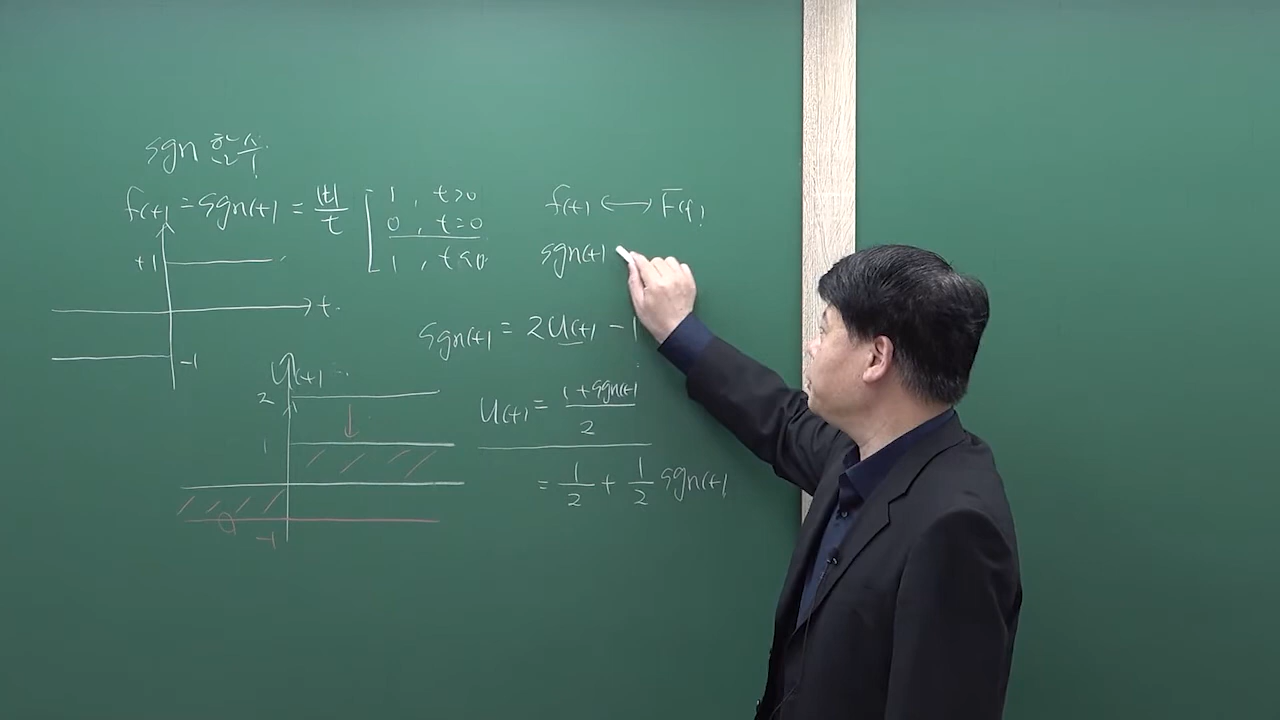 sgn 함수!
f(t) = sgn(t) = |t|/t [ 1 , t>0
0 , t=0
1 , t<0
+1
t
-1
f(t) ⟷ F(f)
sgn(t)
sgn(t) = 2u(t) - 1
u(t) = (1+sgn(t))/2
= 1/2 + 1/2 sgn(t)
u(t)
2
1
-1